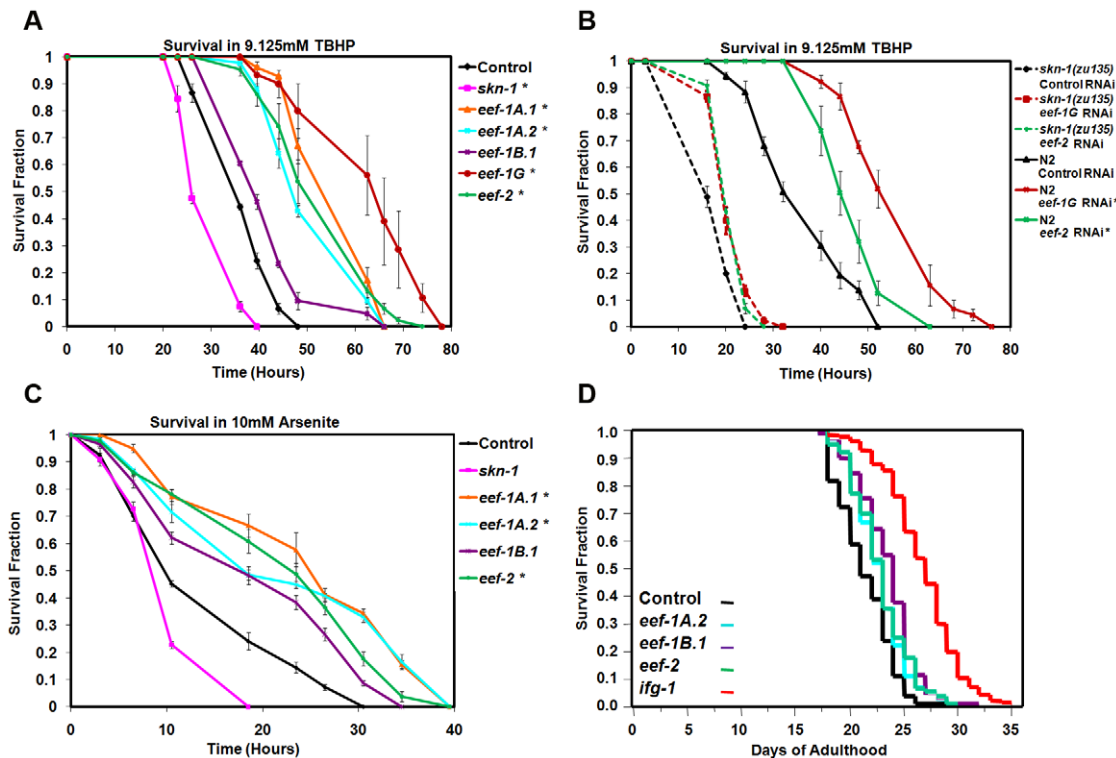 A
Survival in 9.125mM TBHP
Survival Fraction
1
0.9
0.8
0.7
0.6
0.5
0.4
0.3
0.2
0.1
0
0 10 20 30 40 50 60 70 80
Time (Hours)
Control
skn-1 *
eef-1A.1 *
eef-1A.2 *
eef-1B.1
eef-1G *
eef-2 *
B
Survival in 9.125mM TBHP
Survival Fraction
1
0.9
0.8
0.7
0.6
0.5
0.4
0.3
0.2
0.1
0
0 10 20 30 40 50 60 70 80
Time (Hours)
skn-1(zu135)
Control RNAi
skn-1(zu135)
eef-1G RNAi
skn-1(zu135)
eef-2 RNAi
N2
Control RNAi
N2
eef-1G RNAi*
N2
eef-2 RNAi*
C
Survival in 10mM Arsenite
Survival Fraction
1
0.9
0.8
0.7
0.6
0.5
0.4
0.3
0.2
0.1
0
0 10 20 30 40
Time (Hours)
Control
skn-1
eef-1A.1 *
eef-1A.2 *
eef-1B.1
eef-2 *
D
Survival Fraction
1.0
0.9
0.8
0.7
0.6
0.5
0.4
0.3
0.2
0.1
0.0
0 5 10 15 20 25 30 35
Days of Adulthood
Control
eef-1A.2
eef-1B.1
eef-2
ifg-1